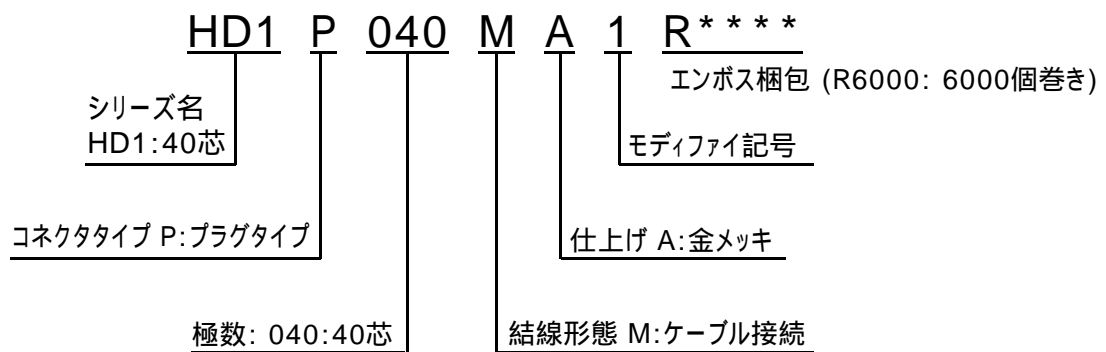 HD1 P 040 M A 1 R****
エンボス梱包 (R6000: 6000個巻き)
シリーズ名
HD1:40芯
モディファイ記号
コネクタタイプ P:プラグタイプ
仕上げ A:金メッキ
極数: 040:40芯
結線形態 M:ケーブル接続